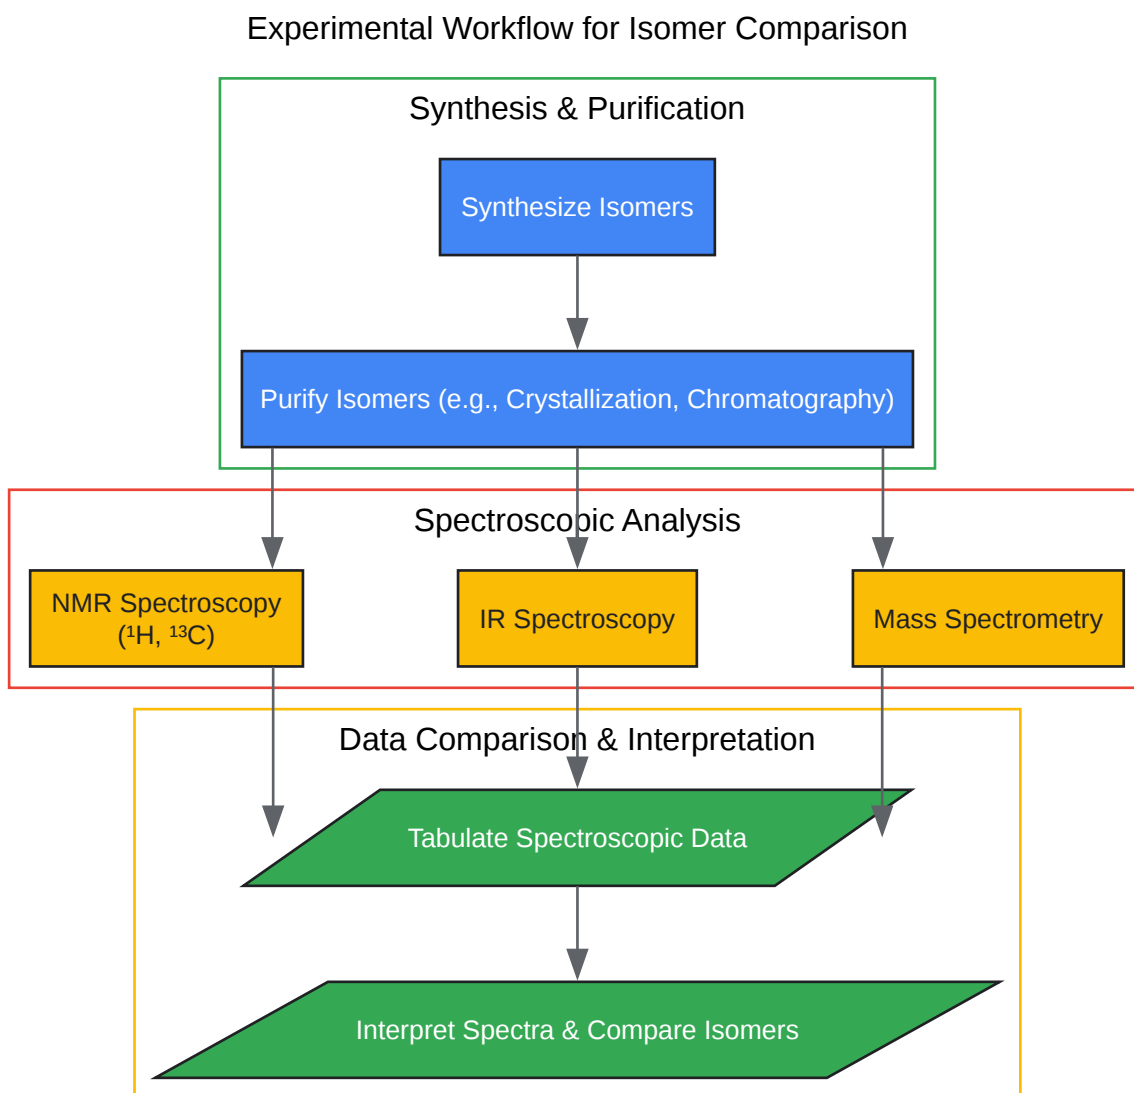 Experimental Workflow for Isomer Comparison
Synthesis & Purification
Synthesize Isomers
Purify Isomers (e.g., Crystallization, Chromatography)
Spectroscopic Analysis
NMR Spectroscopy
(¹H, ¹³C)
IR Spectroscopy
Mass Spectrometry
Data Comparison & Interpretation
Tabulate Spectroscopic Data
Interpret Spectra & Compare Isomers